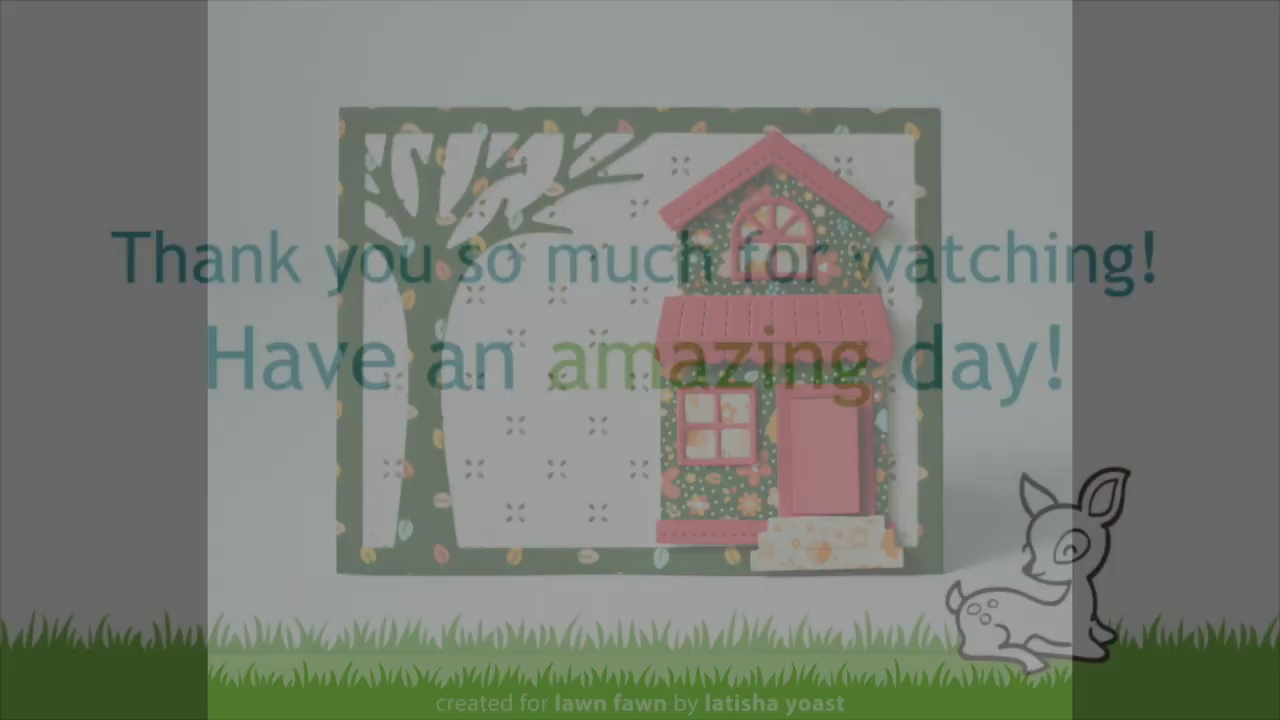 Thank you so much for watching!
Have an amazing day!
created for lawn fawn by latisha yoast